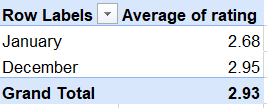 Row Labels Average of rating
January 2.68
December 2.95
Grand Total 2.93